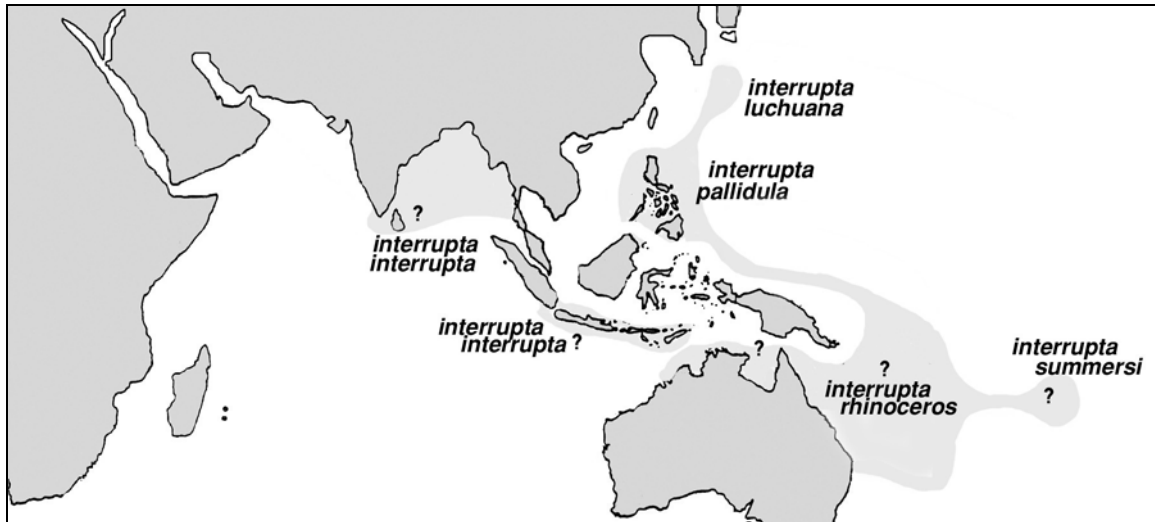 interrupta
luchuana
interrupta
pallidula
?
interrupta
interrupta
interrupta
interrupta ?
?
?
interrupta
rhinoceros
interrupta
summersi
?